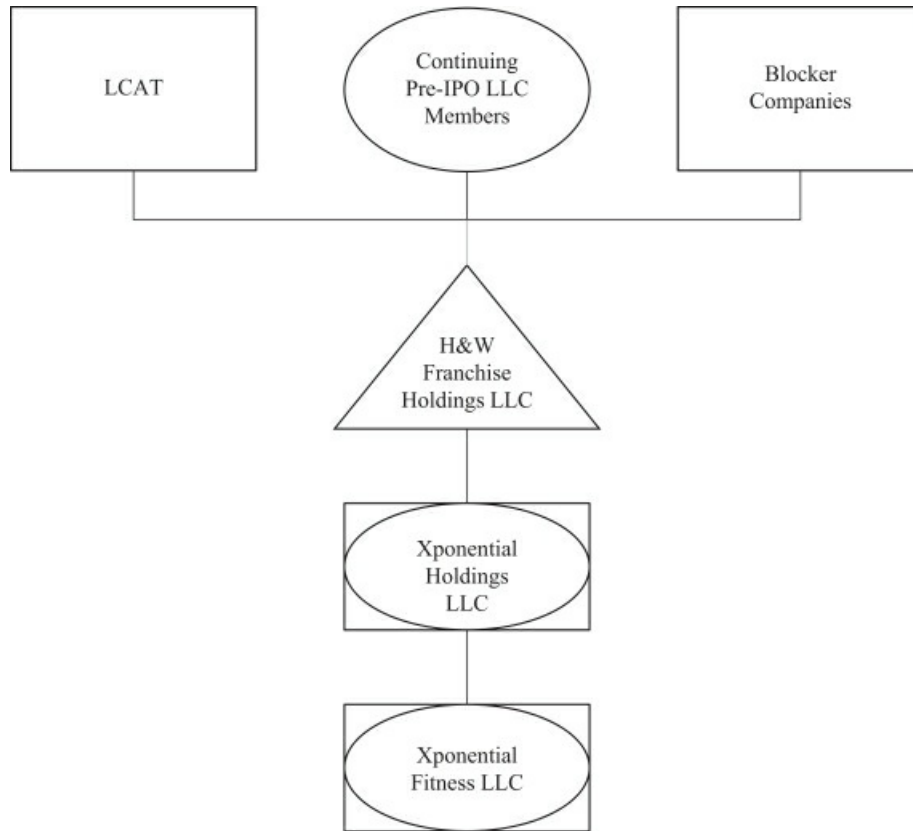 LCAT
Continuing
Pre-IPO LLC
Members
Blocker
Companies
H&W
Franchise
Holdings LLC
Xponential
Holdings
LLC
Xponential
Fitness LLC